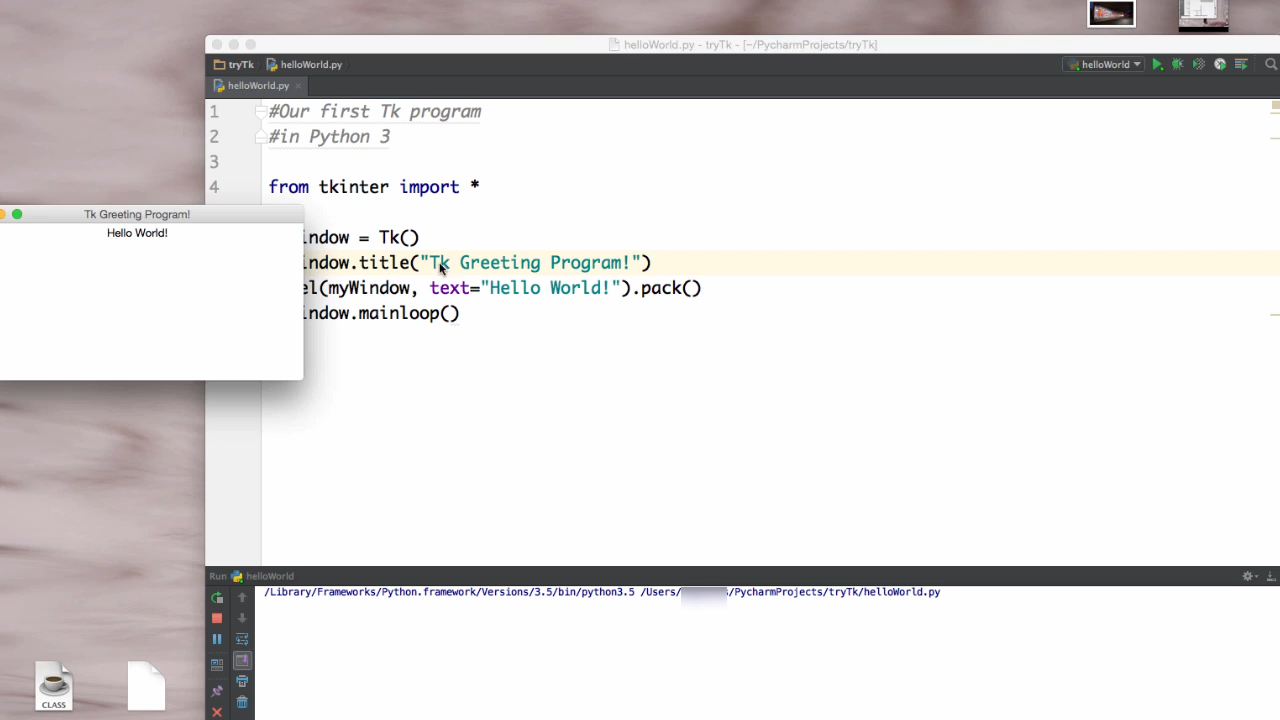 helloWorld.py - tryTk - [~/PycharmProjects/tryTk]
tryTk helloWorld.py helloWorld
helloWorld.py
1 #Our first Tk program
2 #in Python 3
3
4 from tkinter import *
Tk Greeting Program!
Hello World!
indow = Tk()
indow.title("Tk Greeting Program!")
el(myWindow, text="Hello World!").pack()
indow.mainloop()
Run helloWorld
/Library/Frameworks/Python.framework/Versions/3.5/bin/python3.5 /Users/ /PycharmProjects/tryTk/helloWorld.py
CLASS